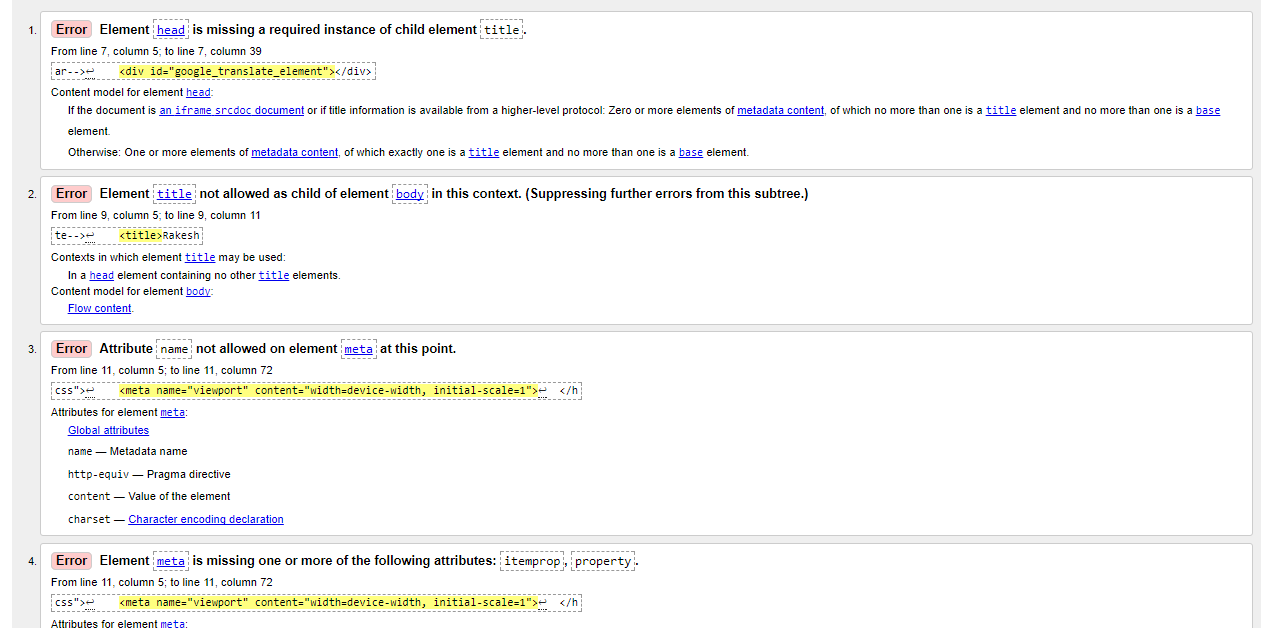 1. Error Element head is missing a required instance of child element title.
From line 7, column 5; to line 7, column 39
ar-->↩ <div id="google_translate_element"></div>
Content model for element head:
If the document is an iframe srcdoc document or if title information is available from a higher-level protocol: Zero or more elements of metadata content, of which no more than one is a title element and no more than one is a base
element.
Otherwise: One or more elements of metadata content, of which exactly one is a title element and no more than one is a base element.
2. Error Element title not allowed as child of element body in this context. (Suppressing further errors from this subtree.)
From line 9, column 5; to line 9, column 11
te-->↩ <title>Rakesh
Contexts in which element title may be used:
In a head element containing no other title elements.
Content model for element body:
Flow content.
3. Error Attribute name not allowed on element meta at this point.
From line 11, column 5; to line 11, column 72
css">↩ <meta name="viewport" content="width=device-width, initial-scale=1">↩ </h
Attributes for element meta:
Global attributes
name — Metadata name
http-equiv — Pragma directive
content — Value of the element
charset — Character encoding declaration
4. Error Element meta is missing one or more of the following attributes: itemprop, property.
From line 11, column 5; to line 11, column 72
css">↩ <meta name="viewport" content="width=device-width, initial-scale=1">↩ </h
Attributes for element meta: